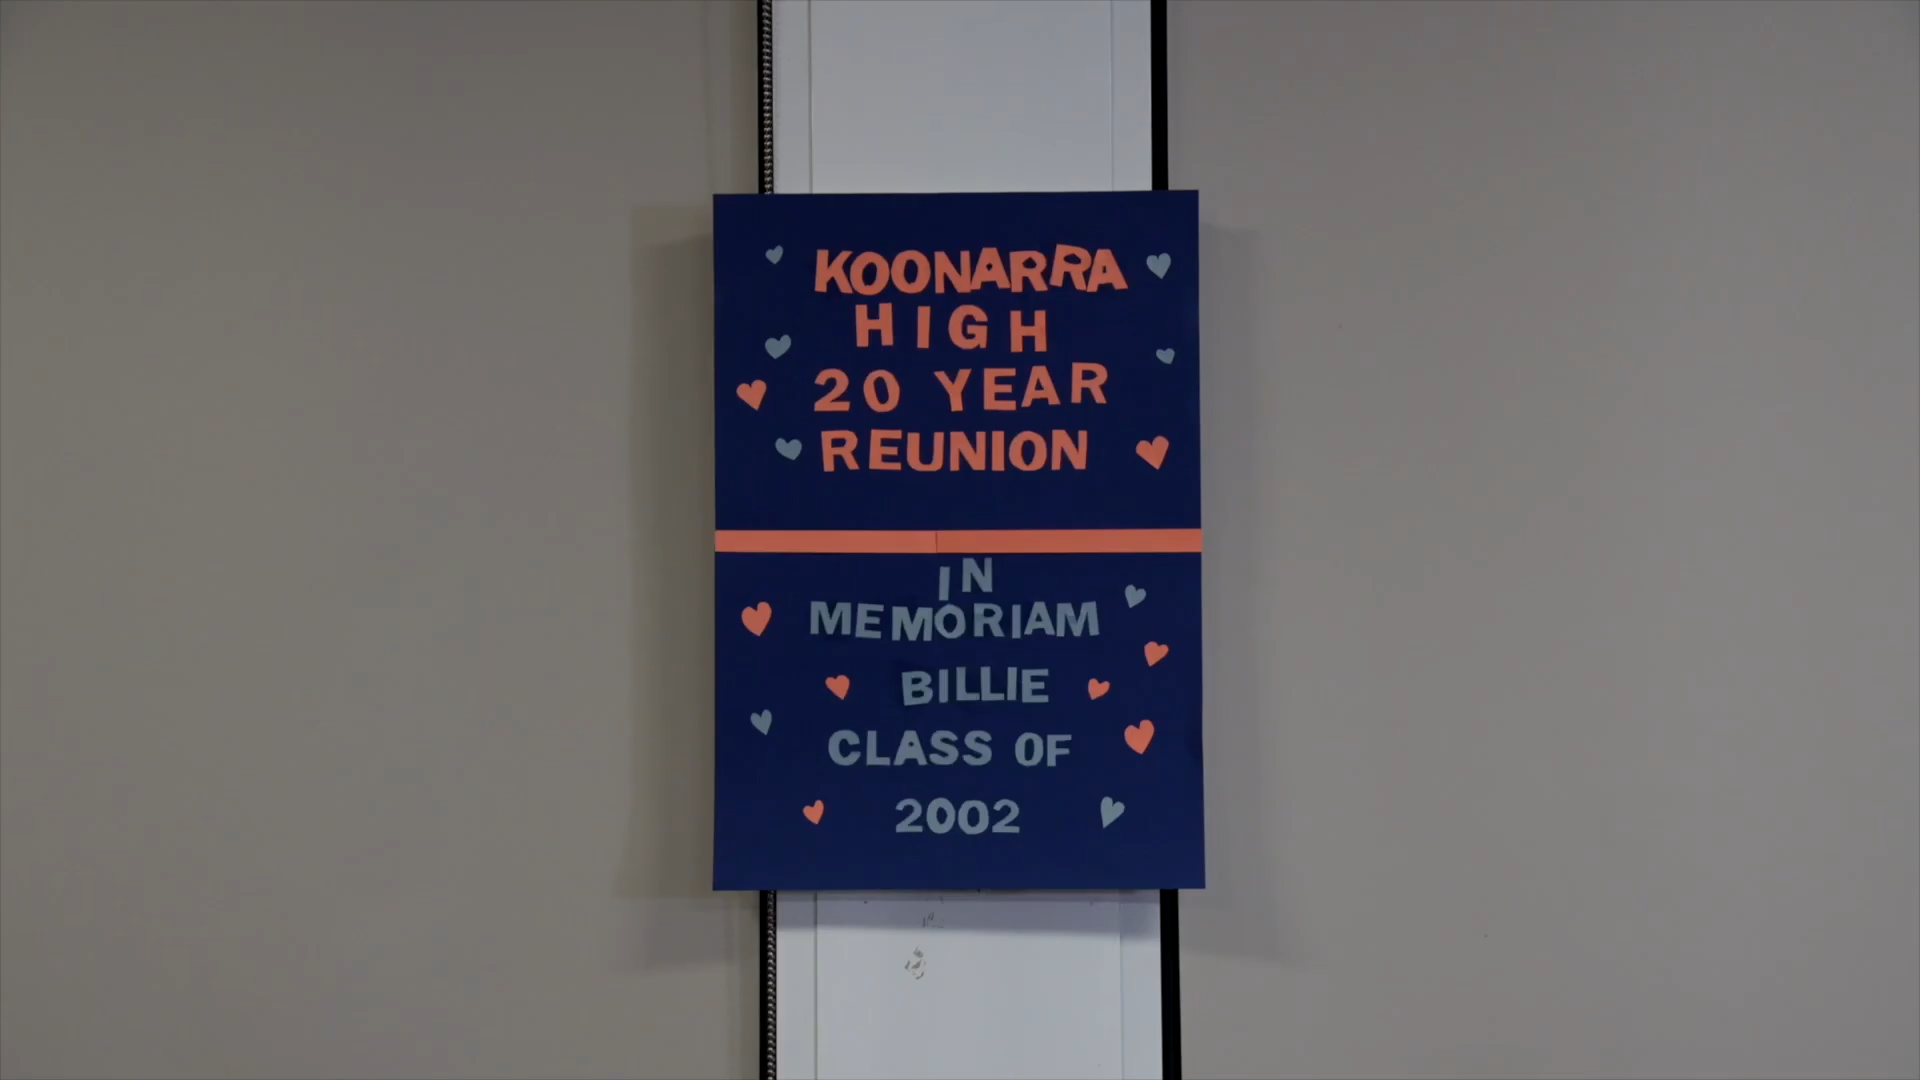 KOONARRA
HIGH
20 YEAR
REUNION
IN
MEMORIAM
BILLIE
CLASS OF
2002